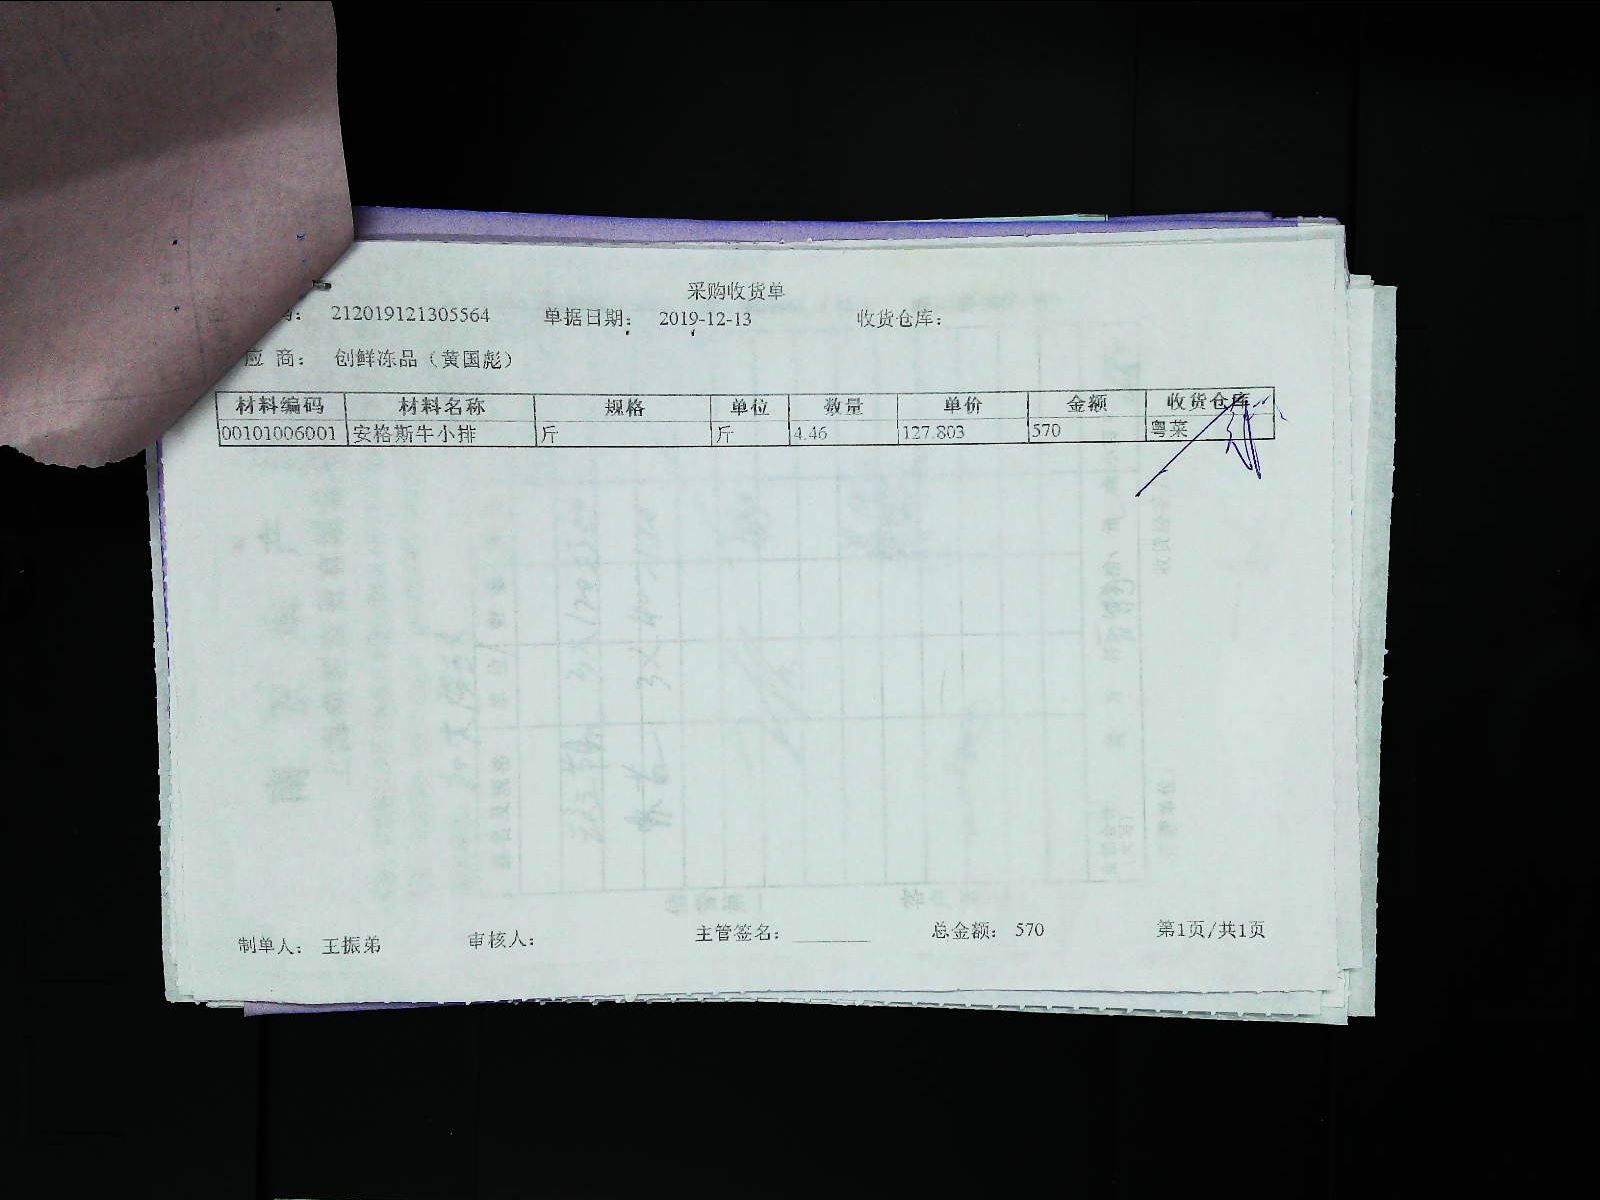 采购收货单
212019121305564 单据日期: 2019-12-13 收货仓库:
应 商: 创鲜冻品（黄国彪）
材料编码 材料名称 规格 单位 数量 单价 金额 收货仓库
00101006001 安格斯牛小排 斤 斤 4.46 127.803 570 粤菜
制单人: 王振弟 审核人: 主管签名: 总金额: 570 第1页/共1页